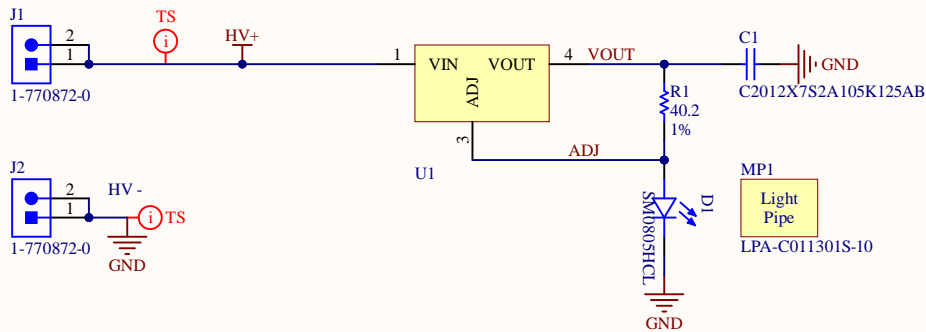 J1
2
1
1-770872-0
TS
i
HV+
1
VIN
VOUT
ADJ
4
3
U1
VOUT
ADJ
R1
40.2
1%
C1
GND
C2012X7S2A105K125AB
J2
2
1
1-770872-0
HV -
i
TS
GND
D1
SM0805HCL
GND
MP1
Light
Pipe
LPA-C011301S-10